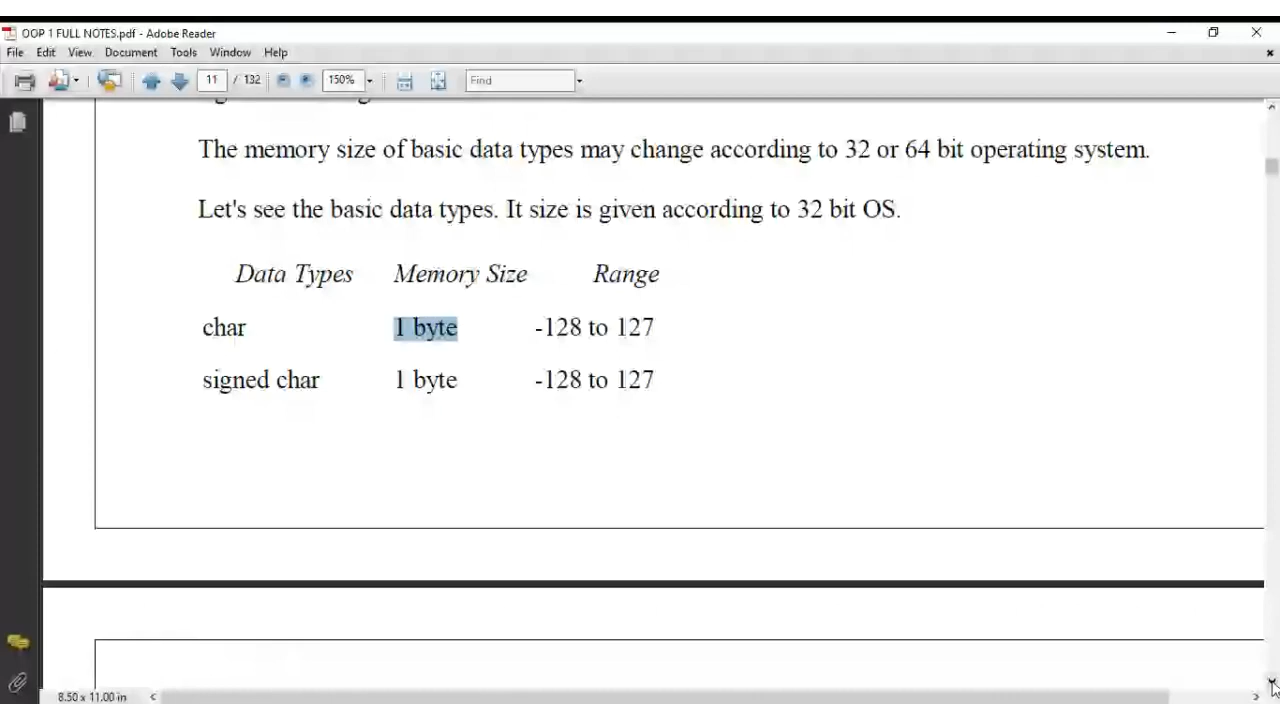 OOP 1 FULL NOTES.pdf - Adobe Reader
File Edit View Document Tools Window Help
11 / 132 150% Find
The memory size of basic data types may change according to 32 or 64 bit operating system.
Let's see the basic data types. It size is given according to 32 bit OS.
Data Types Memory Size Range
char 1 byte -128 to 127
signed char 1 byte -128 to 127
8.50 x 11.00 in